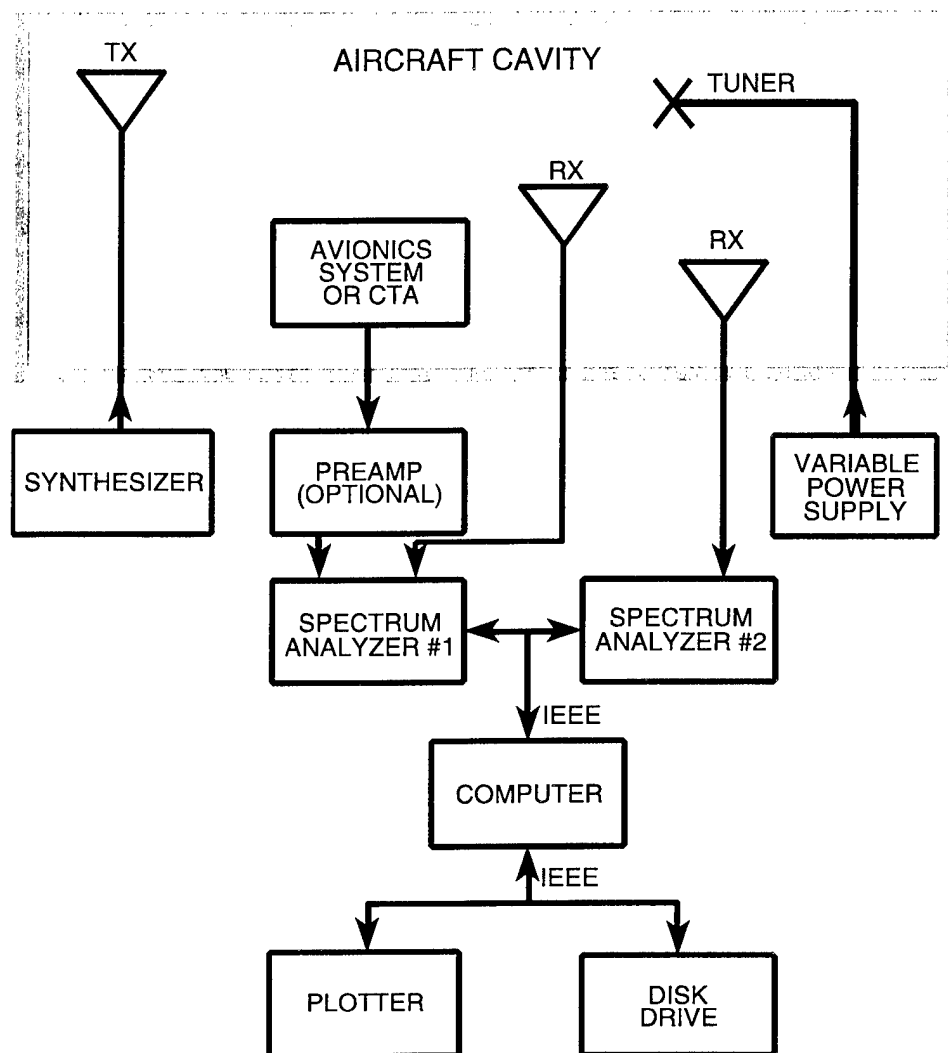 TX
AIRCRAFT CAVITY
TUNER
RX
RX
AVIONICS
SYSTEM
OR CTA
SYNTHESIZER
PREAMP
(OPTIONAL)
VARIABLE
POWER
SUPPLY
SPECTRUM
ANALYZER #1
SPECTRUM
ANALYZER #2
IEEE
COMPUTER
IEEE
PLOTTER
DISK
DRIVE